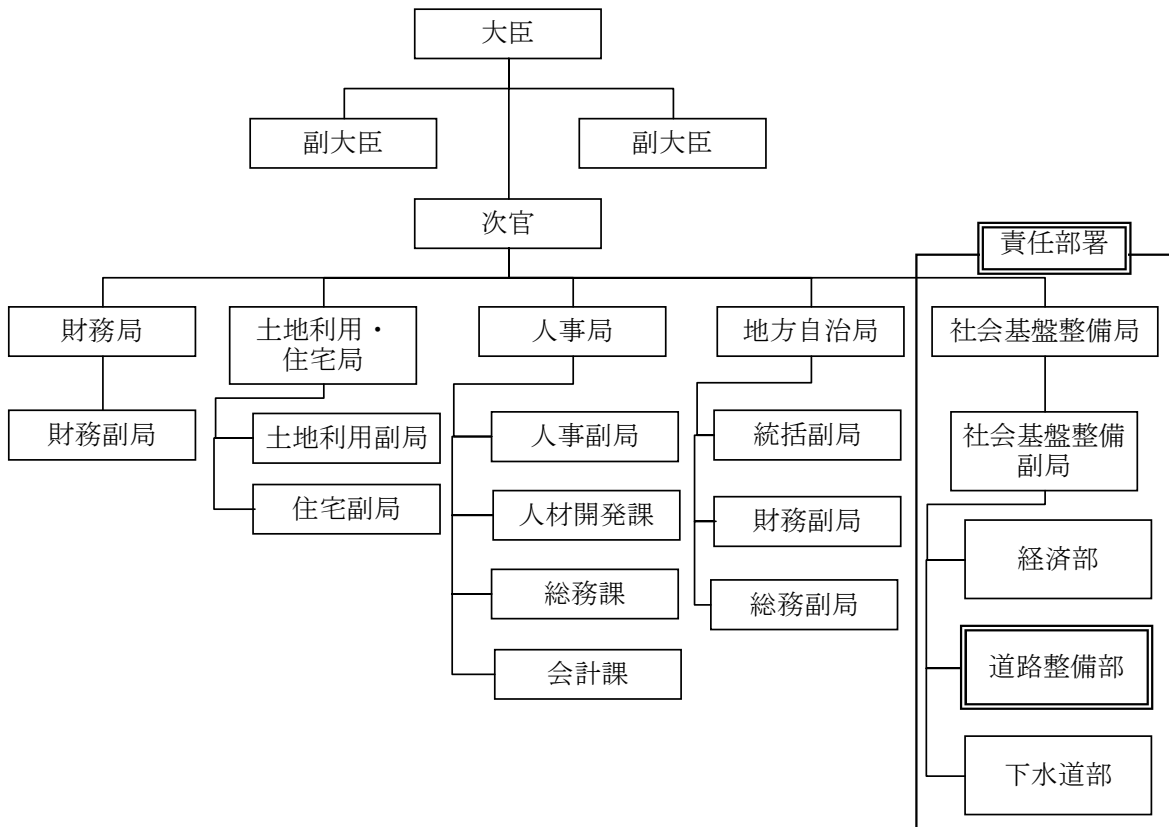 大臣
副大臣
副大臣
次官
責任部署
財務局
土地利用・
住宅局
人事局
地方自治局
社会基盤整備局
財務副局
土地利用副局
住宅副局
人事副局
人材開発課
総務課
会計課
統括副局
財務副局
総務副局
社会基盤整備
副局
経済部
道路整備部
下水道部